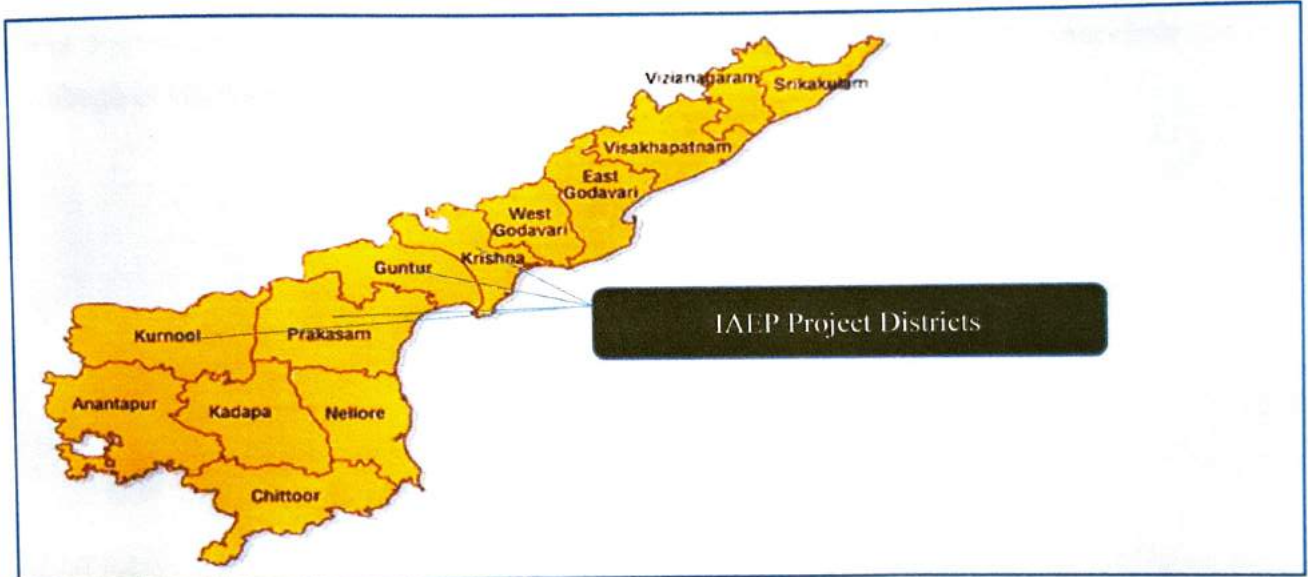 Vizianagaram
Srikakulam
Visakhapatnam
East
Godavari
West
Godavari
Krishna
Guntur
IAEP Project Districts
Kurnool
Prakasam
Anantapur
Kadapa
Nellore
Chittoor